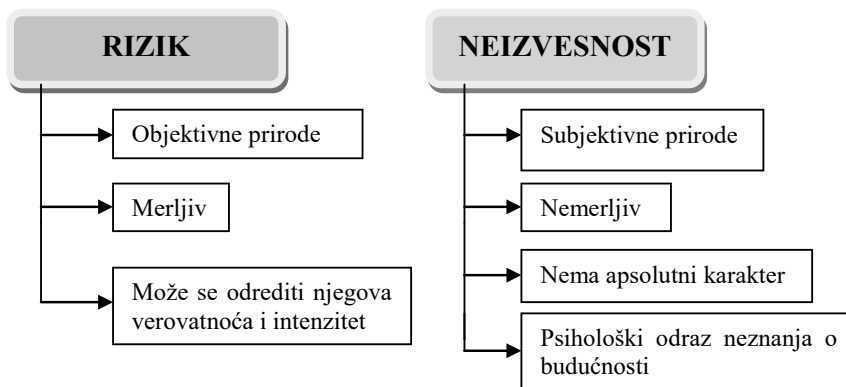 RIZIK
Objektivne prirode
Merljiv
Može se odrediti njegova
verovatnoća i intenzitet
NEIZVESNOST
Subjektivne prirode
Nemerljiv
Nema apsolutni karakter
Psihološki odraz neznanja o
budućnosti